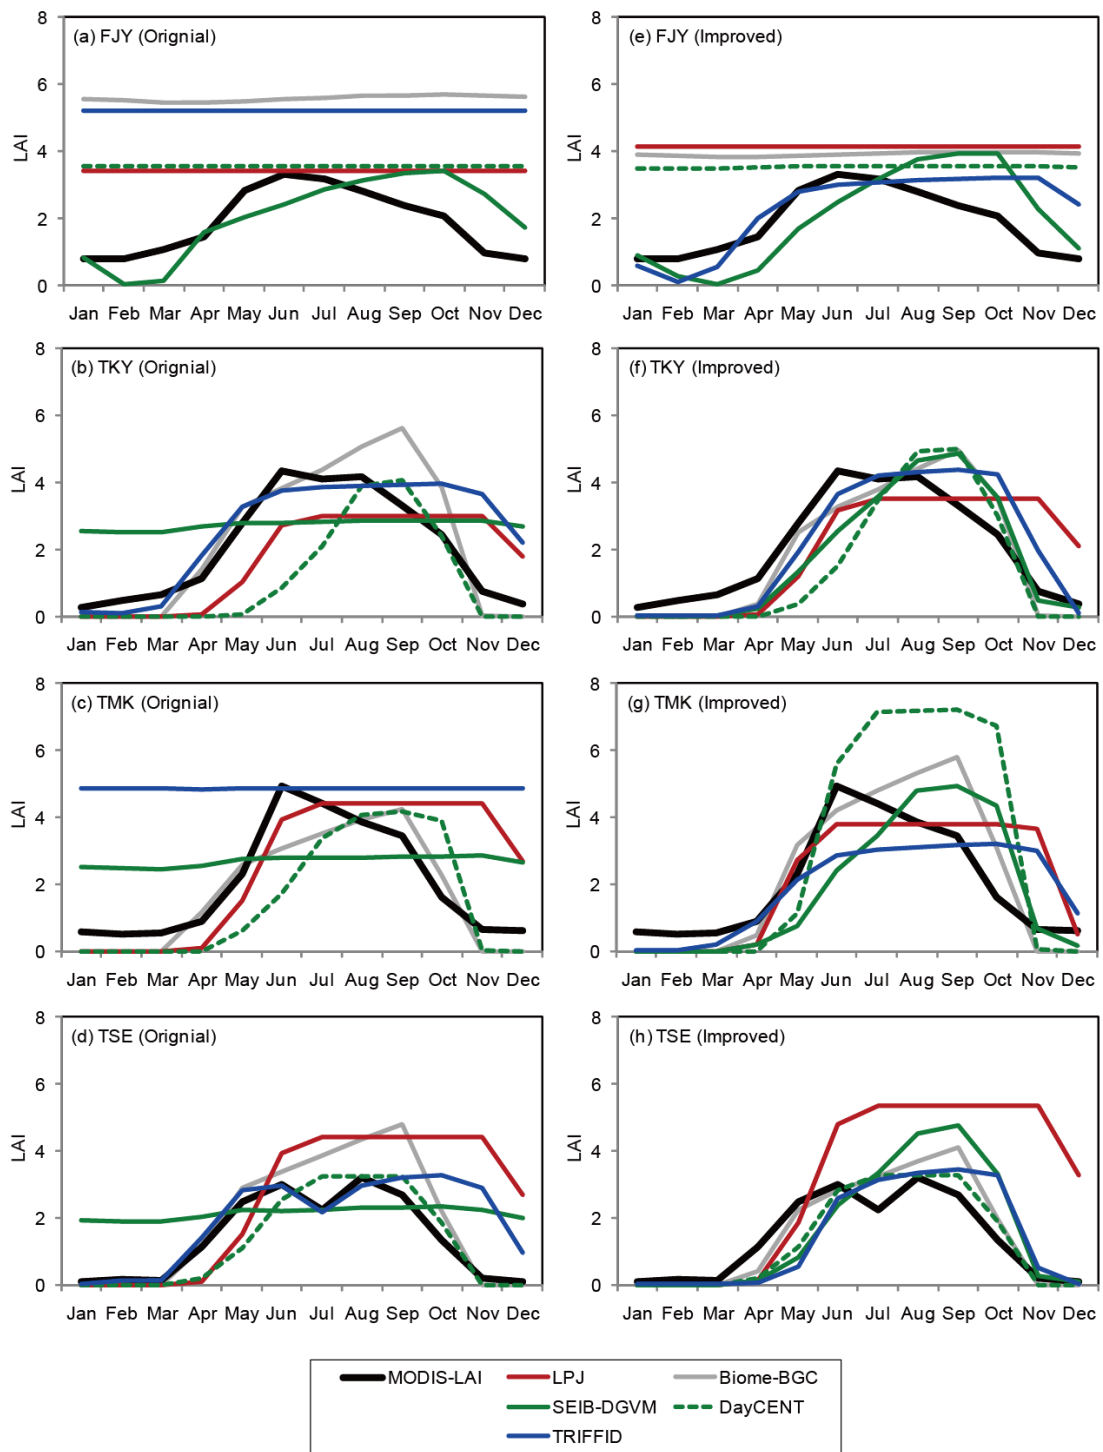 (a) FJY (Orignial)
8
6
4
2
0
LAI
Jan Feb Mar Apr May Jun Jul Aug Sep Oct Nov Dec
(e) FJY (Improved)
8
6
4
2
0
LAI
Jan Feb Mar Apr May Jun Jul Aug Sep Oct Nov Dec
(b) TKY (Orignial)
8
6
4
2
0
LAI
Jan Feb Mar Apr May Jun Jul Aug Sep Oct Nov Dec
(f) TKY (Improved)
8
6
4
2
0
LAI
Jan Feb Mar Apr May Jun Jul Aug Sep Oct Nov Dec
(c) TMK (Orignial)
8
6
4
2
0
LAI
Jan Feb Mar Apr May Jun Jul Aug Sep Oct Nov Dec
(g) TMK (Improved)
8
6
4
2
0
LAI
Jan Feb Mar Apr May Jun Jul Aug Sep Oct Nov Dec
(d) TSE (Orignial)
8
6
4
2
0
LAI
Jan Feb Mar Apr May Jun Jul Aug Sep Oct Nov Dec
(h) TSE (Improved)
8
6
4
2
0
LAI
Jan Feb Mar Apr May Jun Jul Aug Sep Oct Nov Dec
MODIS-LAI LPJ Biome-BGC
SEIB-DGVM DayCENT
TRIFFID